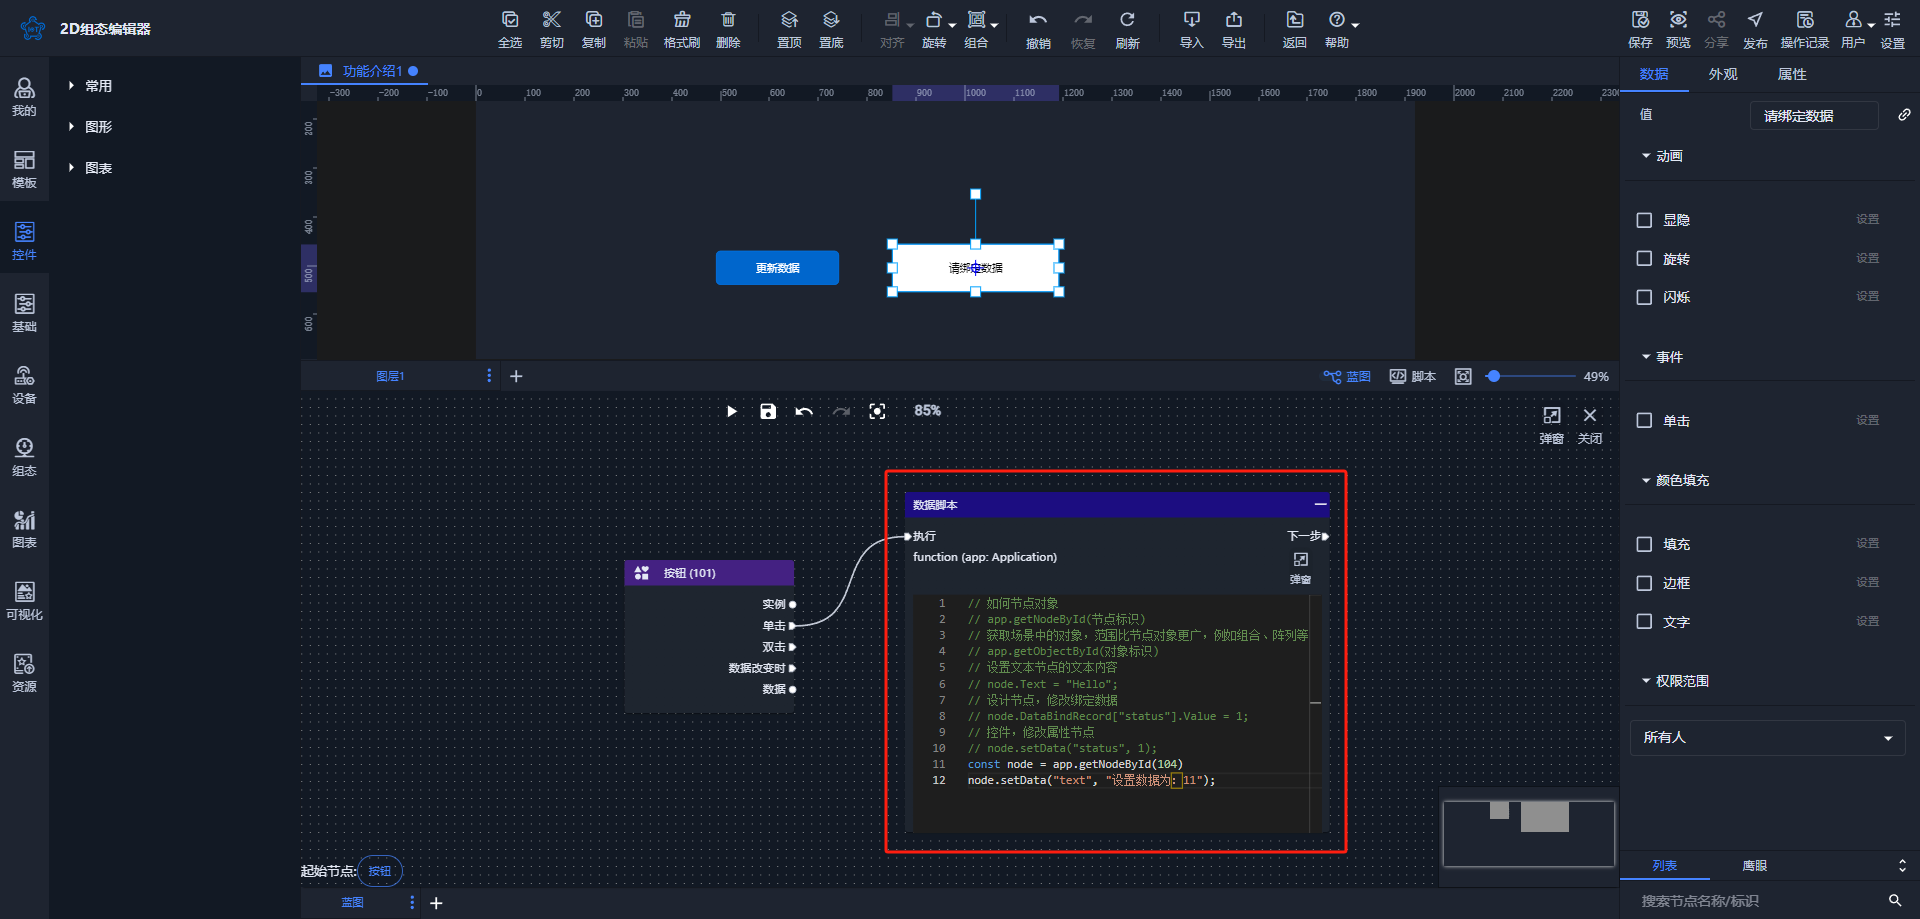 2D组态编辑器
全选 剪切 复制 粘贴 格式刷 删除 置顶 置底 对齐 旋转 组合 撤销 恢复 刷新 导入 导出 返回 帮助 保存 预览 分享 发布 操作记录 用户 设置
我的
模板
控件
基础
设备
组态
图表
可视化
资源
常用
图形
图表
功能介绍1
-300 -200 -100 0 100 200 300 400 500 600 700 800 900 1000 1100 1200 1300 1400 1500 1600 1700 1800 1900 2000 2100 2200 2300
200
300
400
500
600
更新数据
请绑定数据
图层1
蓝图 脚本 49%
85%
弹窗 关闭
按钮 (101)
实例
单击
双击
数据改变时
数据
数据脚本
执行 下一步
function (app: Application)
弹窗
1 // 如何节点对象
2 // app.getNodeById(节点标识)
3 // 获取场景中的对象，范围比节点对象更广，例如组合、阵列等
4 // app.getObjectById(对象标识)
5 // 设置文本节点的文本内容
6 // node.Text = "Hello";
7 // 设计节点，修改绑定数据
8 // node.DataBindRecord["status"].Value = 1;
9 // 控件，修改属性节点
10 // node.setData("status", 1);
11 const node = app.getNodeById(104)
12 node.setData("text", "设置数据为：11");
起始节点: 按钮
蓝图
数据 外观 属性
值 请绑定数据
动画
显隐 设置
旋转 设置
闪烁 设置
事件
单击 设置
颜色填充
填充 设置
边框 设置
文字 设置
权限范围
所有人
列表 鹰眼
搜索节点名称/标识